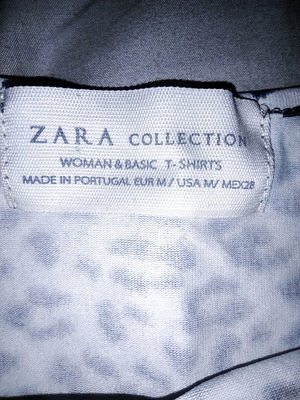 ZARA COLLECTION
WOMAN & BASIC T- SHIRTS
MADE IN PORTUGAL EUR M / USA M/ MEX28